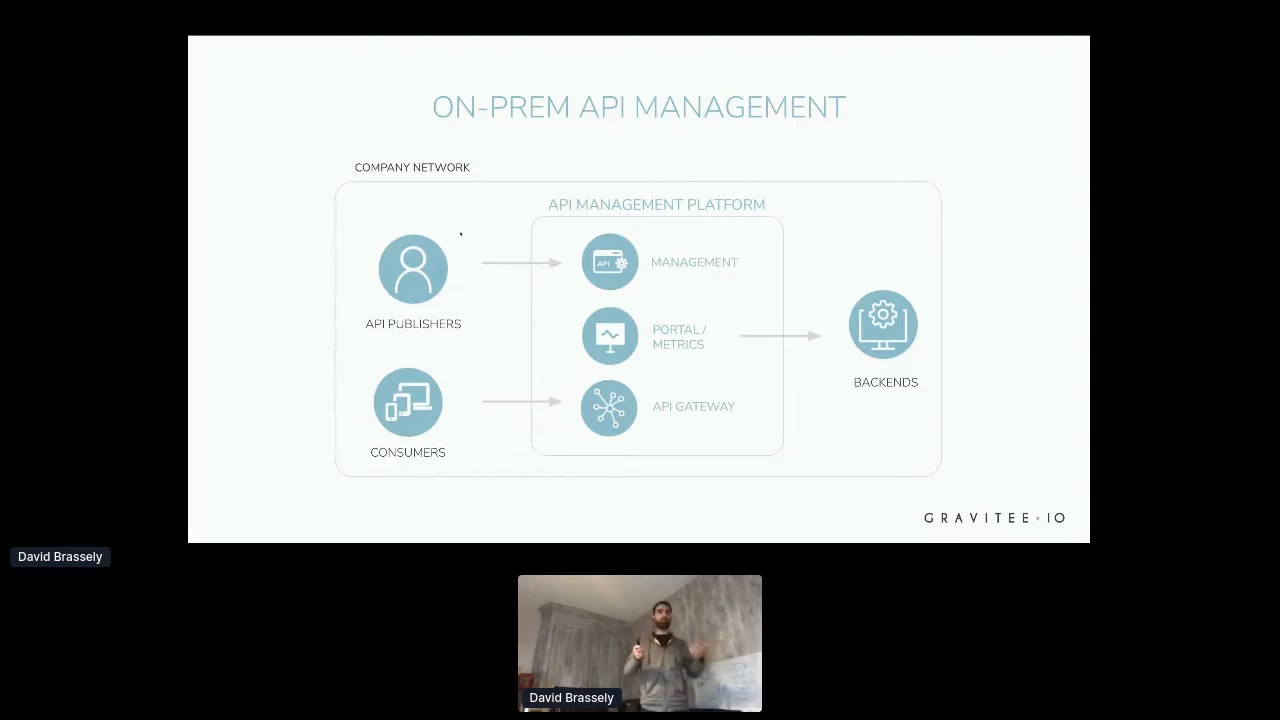 ON-PREM API MANAGEMENT
COMPANY NETWORK
API MANAGEMENT PLATFORM
API
MANAGEMENT
API PUBLISHERS
PORTAL /
METRICS
BACKENDS
API GATEWAY
CONSUMERS
GRAVITEE.IO
David Brassely
David Brassely